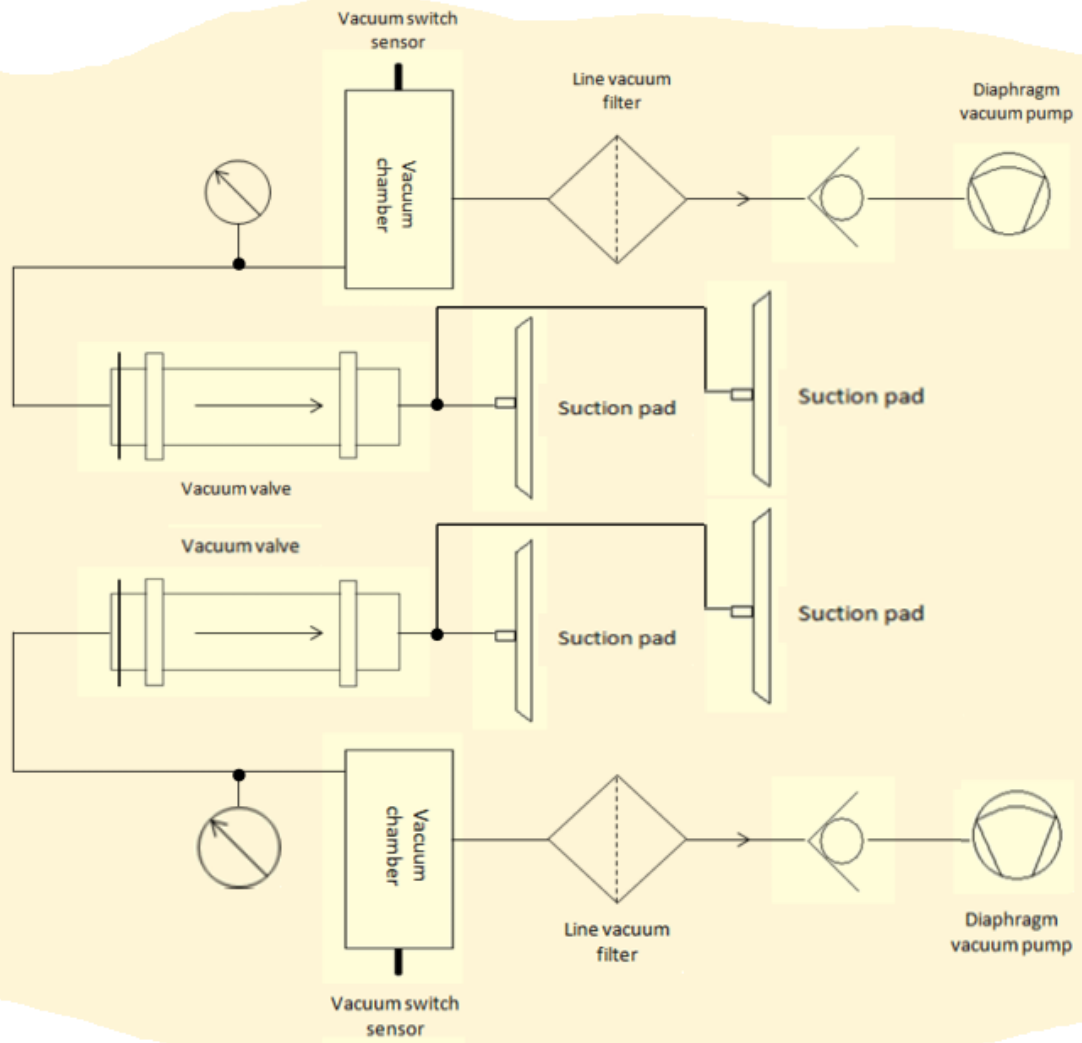 Vacuum switch
sensor
Line vacuum
filter
Diaphragm
vacuum pump
Vacuum
chamber
Suction pad
Suction pad
Vacuum valve
Vacuum valve
Suction pad
Suction pad
Vacuum
chamber
Line vacuum
filter
Diaphragm
vacuum pump
Vacuum switch
sensor